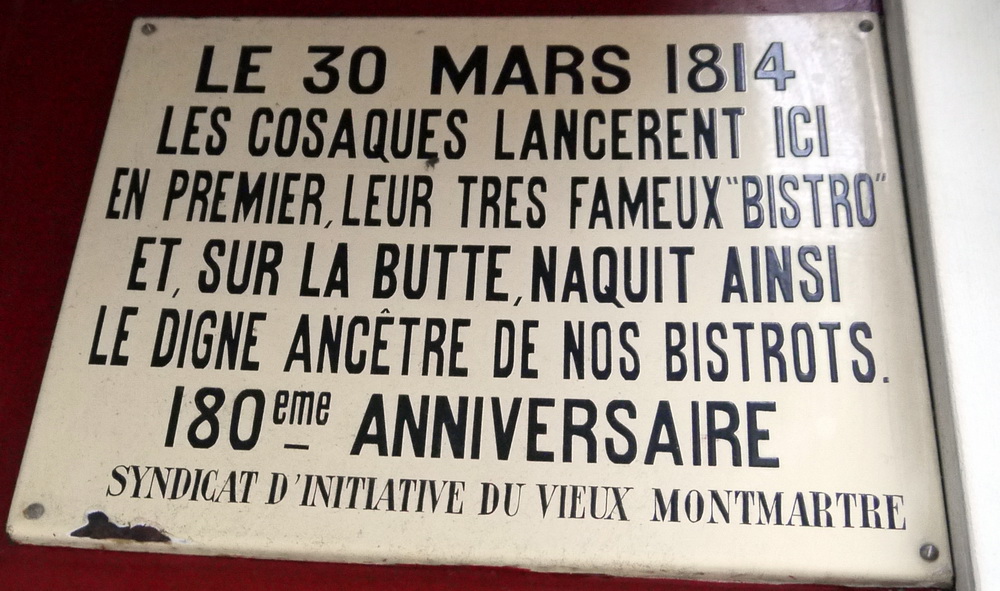 LE 30 MARS 1814
LES COSAQUES LANCERENT ICI
EN PREMIER, LEUR TRES FAMEUX "BISTRO"
ET, SUR LA BUTTE, NAQUIT AINSI
LE DIGNE ANCÊTRE DE NOS BISTROTS.
180eme ANNIVERSAIRE
SYNDICAT D'INITIATIVE DU VIEUX MONTMARTRE